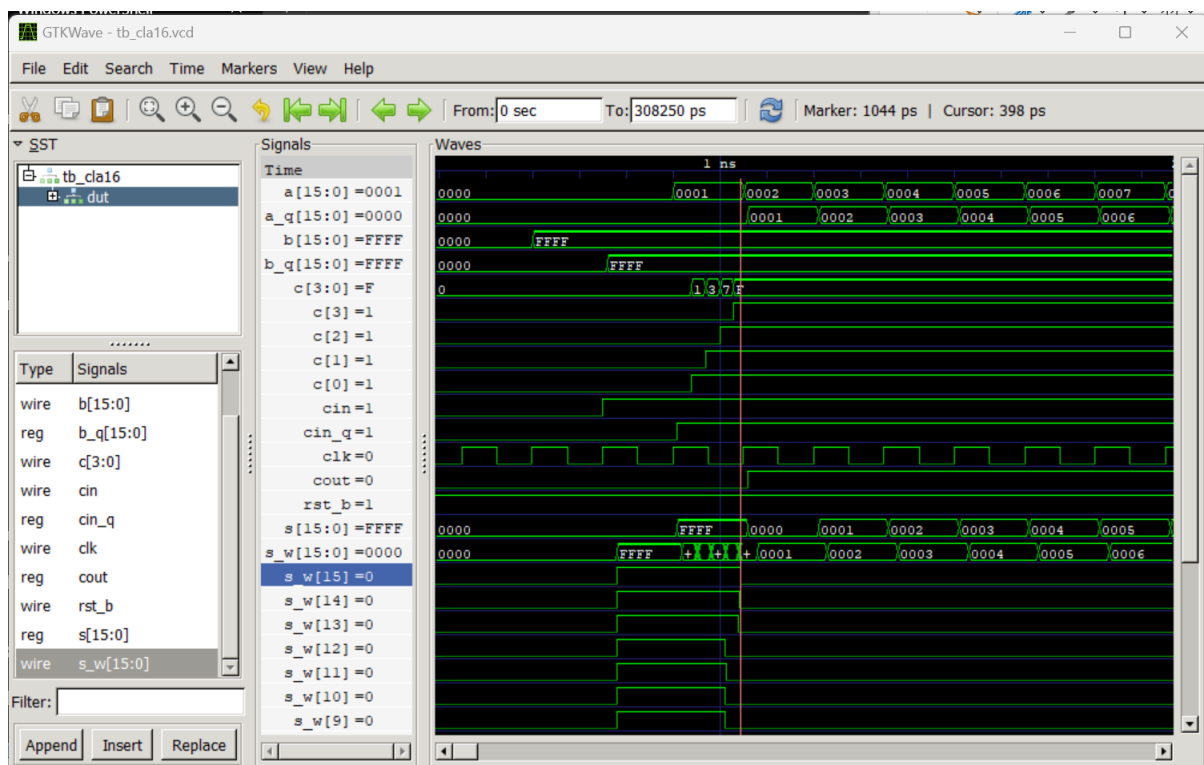 Windows PowerShell
GTKWave - tb_cla16.vcd
File Edit Search Time Markers View Help
From: 0 sec To: 308250 ps Marker: 1044 ps | Cursor: 398 ps
SST
tb_cla16
dut
Type Signals
wire b[15:0]
reg b_q[15:0]
wire c[3:0]
wire cin
reg cin_q
wire clk
reg cout
wire rst_b
reg s[15:0]
wire s_w[15:0]
Filter:
Append Insert Replace
Signals
Time
a[15:0] =0001
a_q[15:0] =0000
b[15:0] =FFFF
b_q[15:0] =FFFF
c[3:0] =F
c[3] =1
c[2] =1
c[1] =1
c[0] =1
cin =1
cin_q =1
clk =0
cout =0
rst_b =1
s[15:0] =FFFF
s_w[15:0] =0000
s_w[15] =0
s_w[14] =0
s_w[13] =0
s_w[12] =0
s_w[11] =0
s_w[10] =0
s_w[9] =0
Waves
1 ns
0000 0001 0002 0003 0004 0005 0006 0007
0000 0001 0002 0003 0004 0005 0006
0000 FFFF
0000 FFFF
0 1 3 7 F
0000 FFFF 0000 0001 0002 0003 0004 0005
0000 FFFF + + + 0001 0002 0003 0004 0005 0006